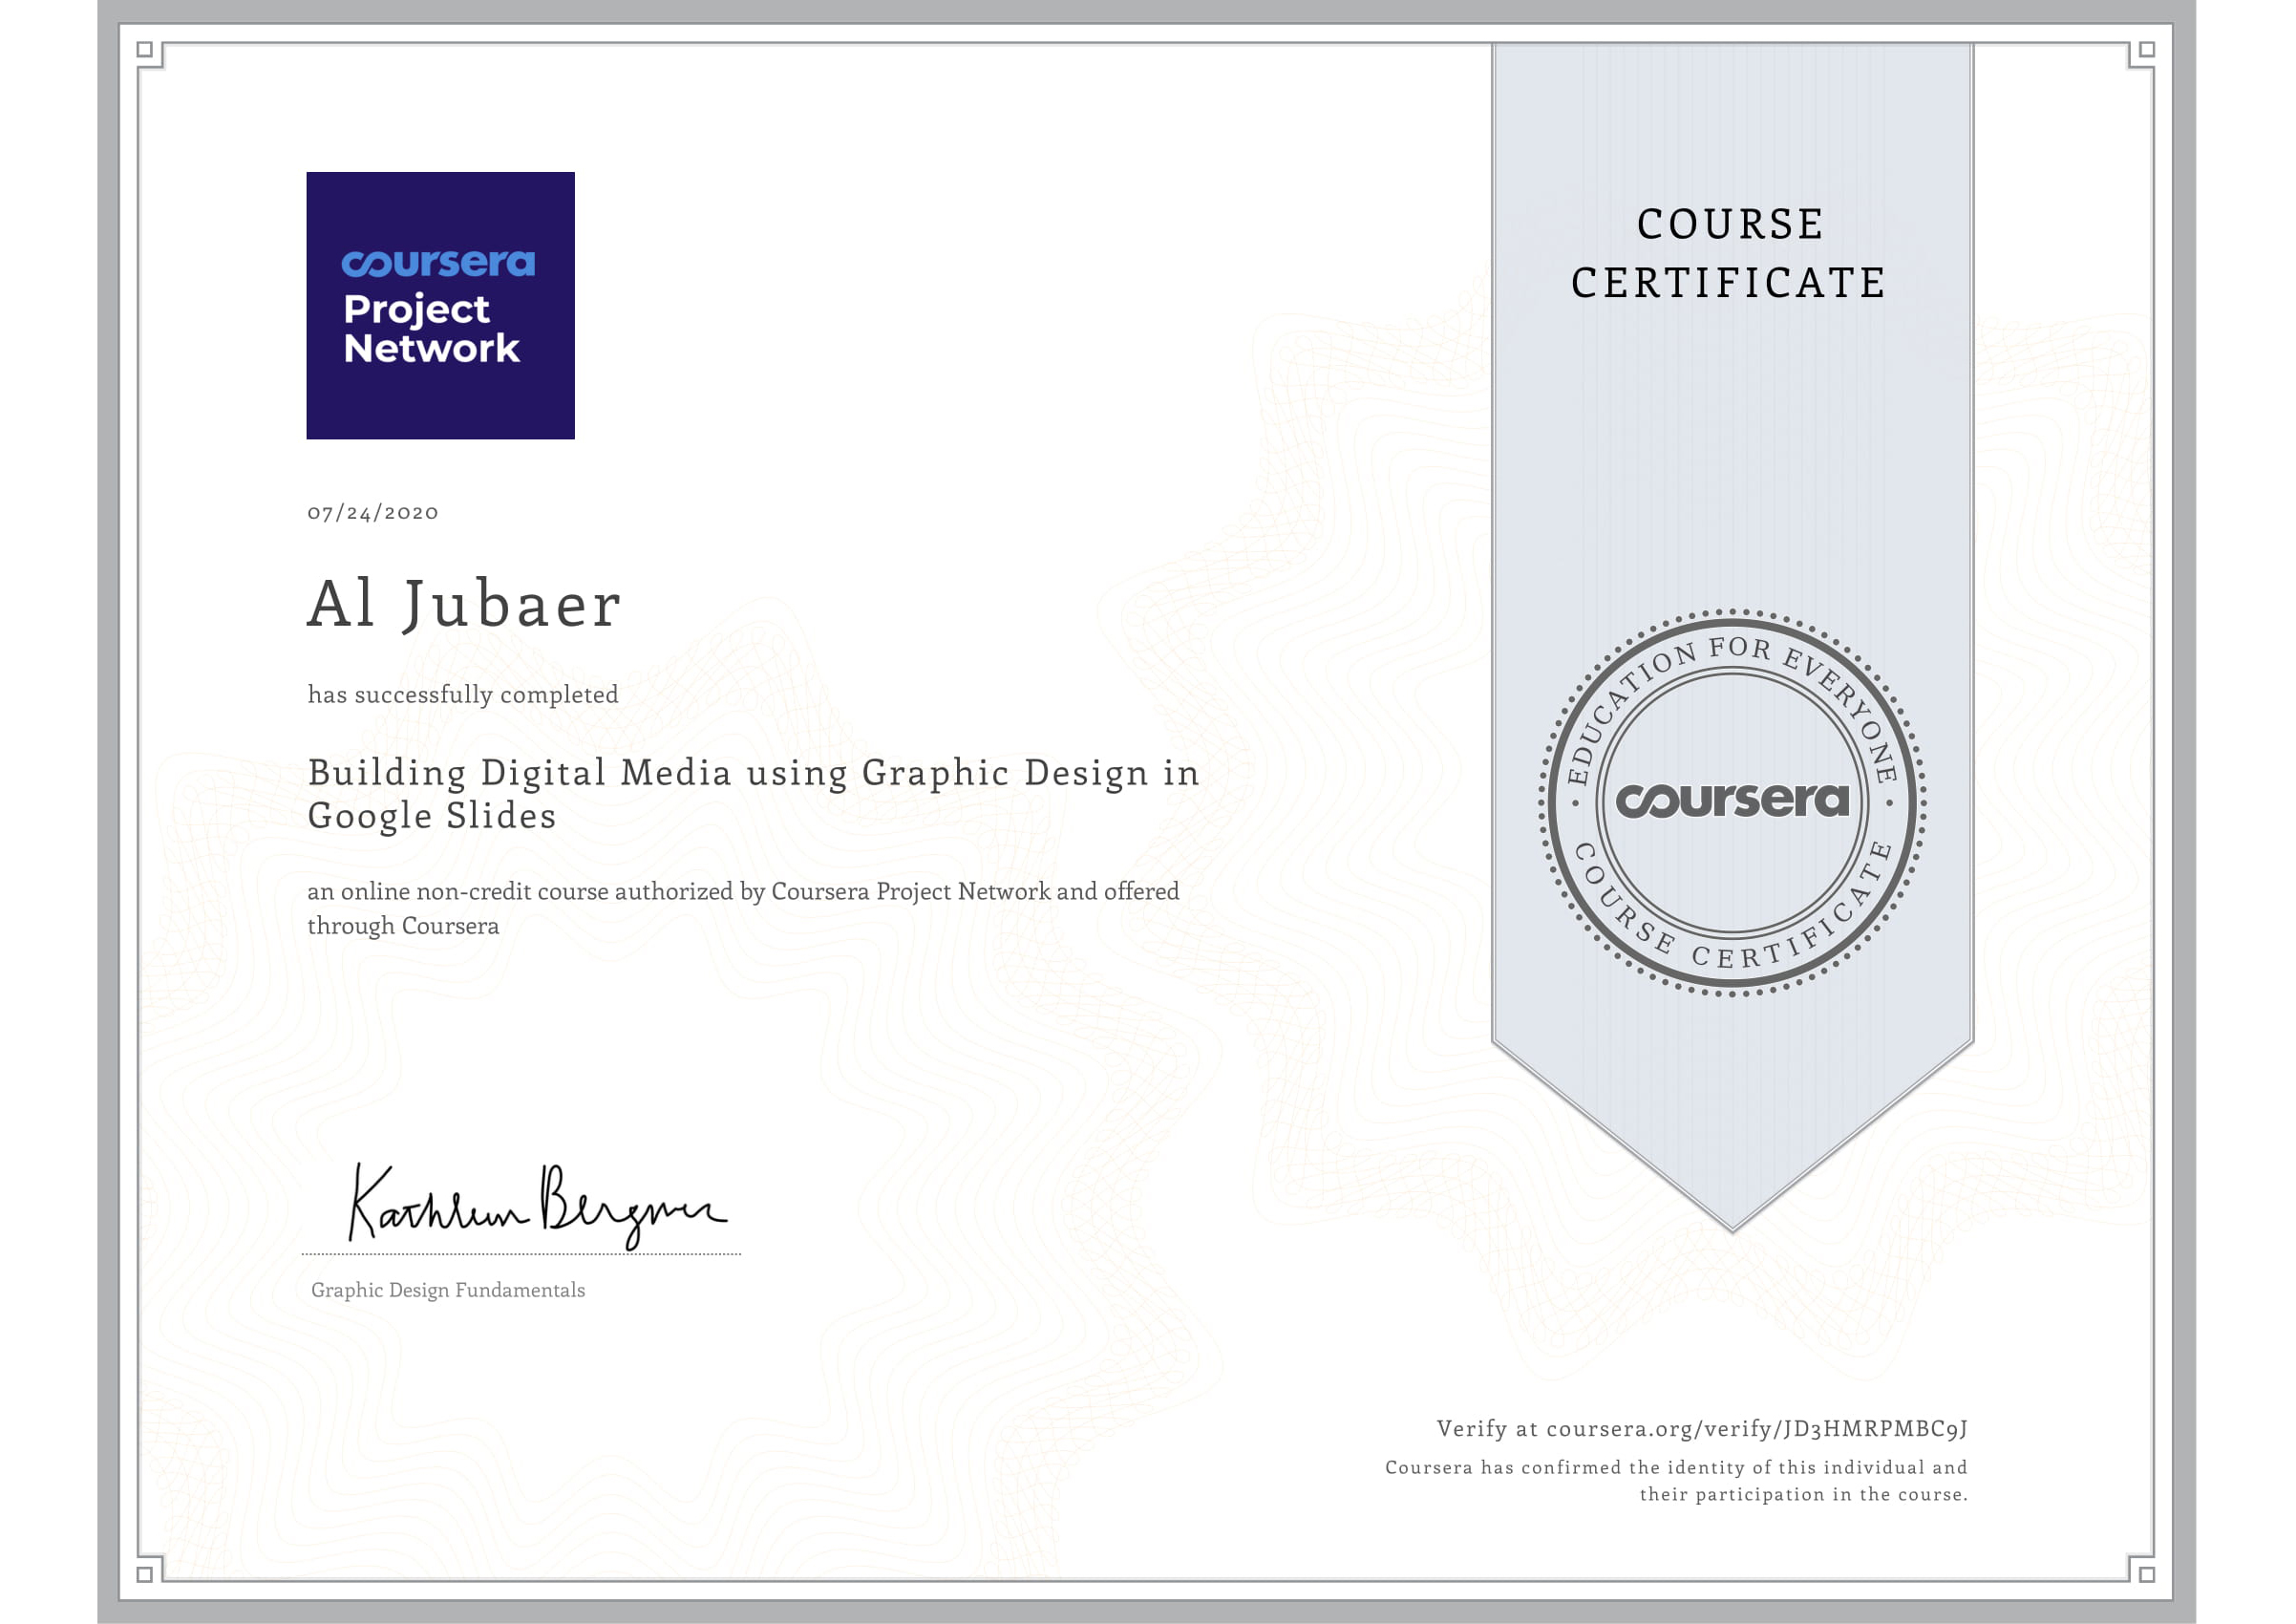 coursera
Project
Network
07/24/2020
Al Jubaer
has successfully completed
Building Digital Media using Graphic Design in
Google Slides
an online non-credit course authorized by Coursera Project Network and offered
through Coursera
Kathleen Bergner
Graphic Design Fundamentals
COURSE
CERTIFICATE
EDUCATION FOR EVERYONE
coursera
COURSE CERTIFICATE
Verify at coursera.org/verify/JD3HMRPMBC9J
Coursera has confirmed the identity of this individual and
their participation in the course.